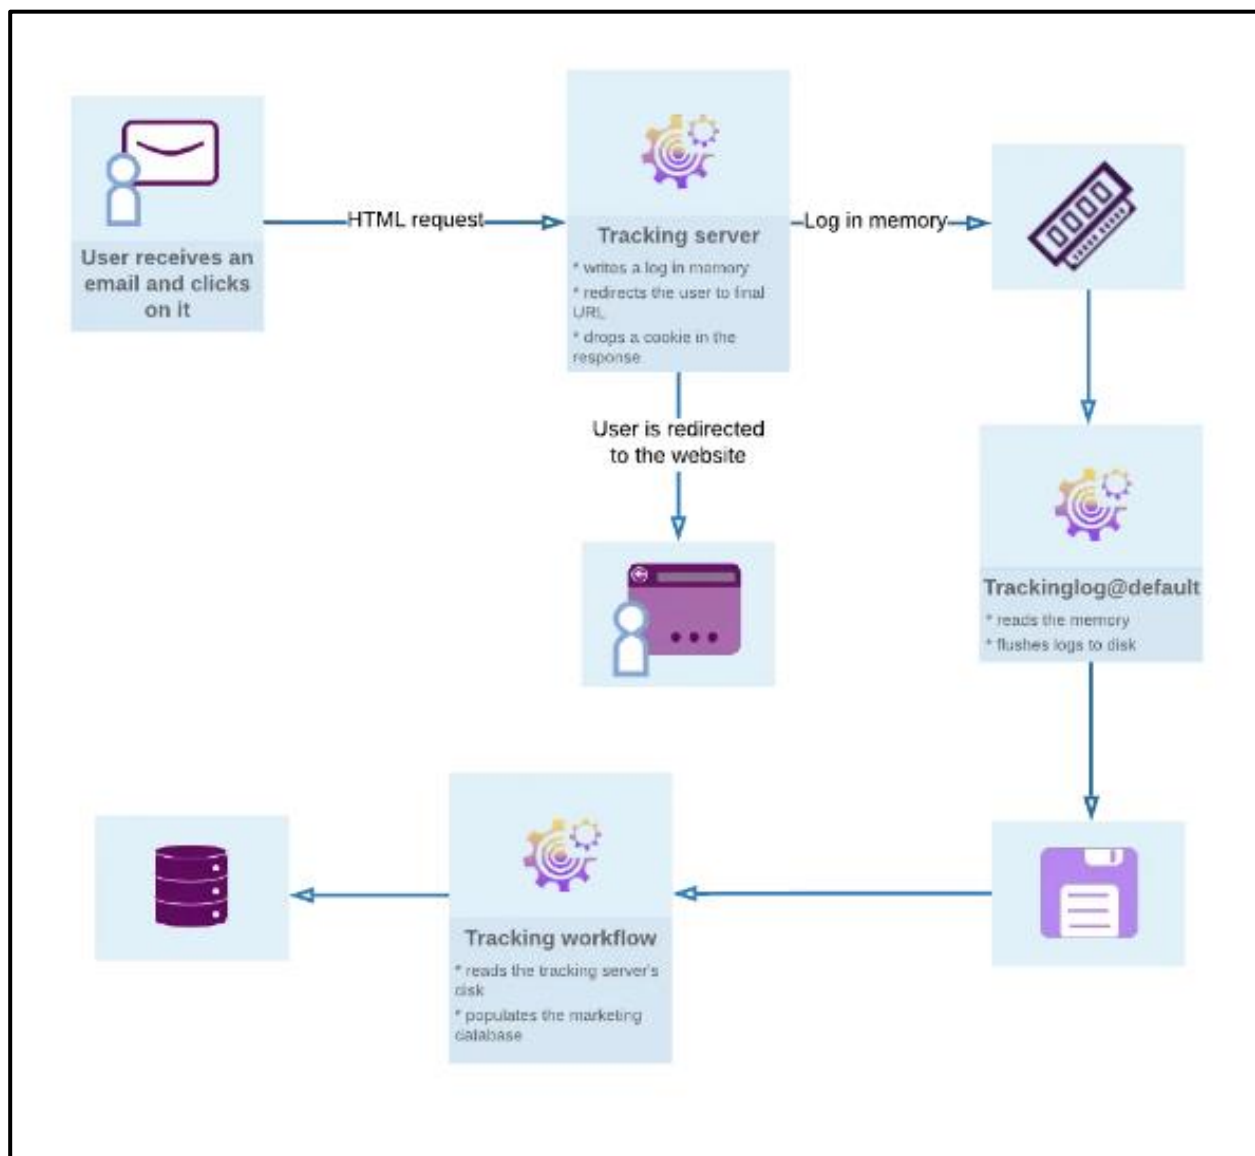 User receives an
email and clicks
on it
HTML request
Tracking server
* writes a log in memory
* redirects the user to final
URL
* drops a cookie in the
response
Log in memory
User is redirected
to the website
Trackinglog@default
* reads the memory
* flushes logs to disk
Tracking workflow
* reads the tracking server's
disk
* populates the marketing
database